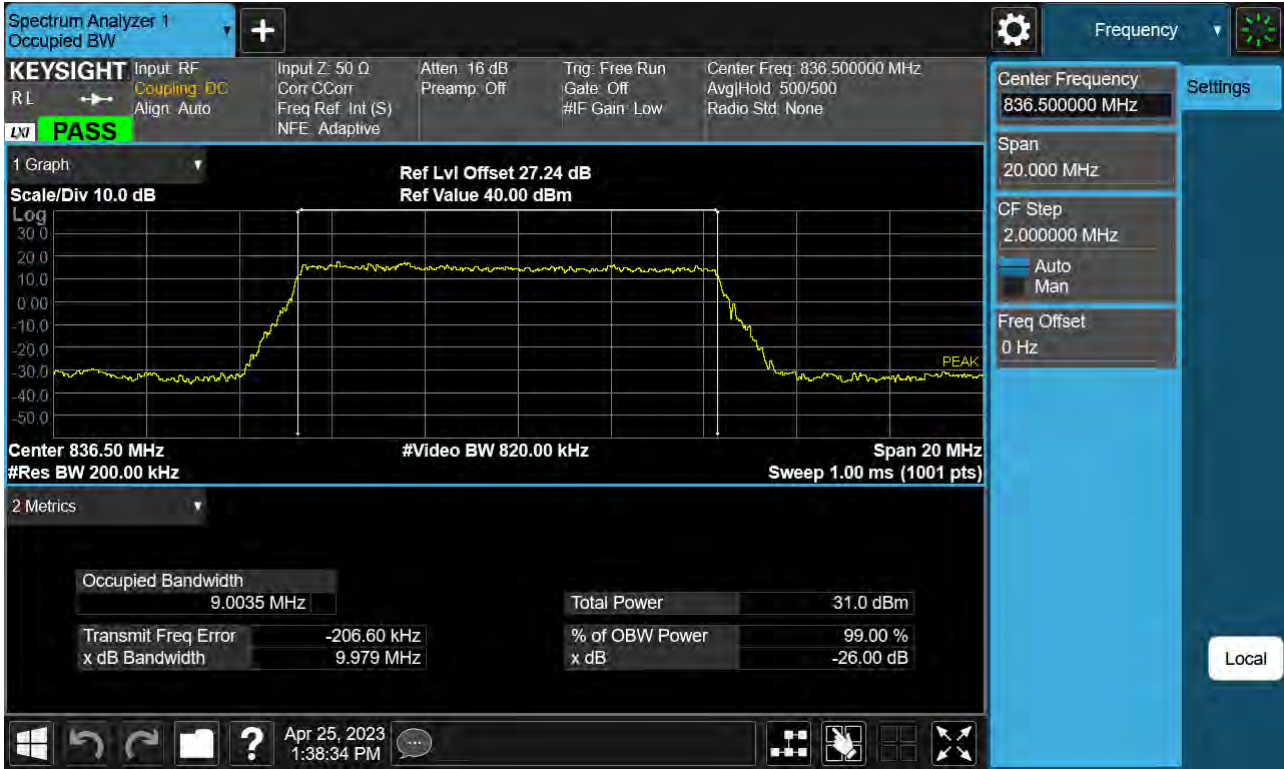 Spectrum Analyzer 1
Occupied BW
Frequency
KEYSIGHT
R L
LXI
PASS
Input: RF
Coupling: DC
Align: Auto
Input Z: 50 Ω
Corr CCorr
Freq Ref: Int (S)
NFE: Adaptive
Atten: 16 dB
Preamp: Off
Trig: Free Run
Gate: Off
#IF Gain: Low
Center Freq: 836.500000 MHz
Avg|Hold: 500/500
Radio Std: None
1 Graph
Scale/Div 10.0 dB
Ref Lvl Offset 27.24 dB
Ref Value 40.00 dBm
Log
30.0
20.0
10.0
0.00
-10.0
-20.0
-30.0
-40.0
-50.0
PEAK
Center 836.50 MHz
#Video BW 820.00 kHz
Span 20 MHz
#Res BW 200.00 kHz
Sweep 1.00 ms (1001 pts)
2 Metrics
Occupied Bandwidth
9.0035 MHz
Total Power 31.0 dBm
Transmit Freq Error -206.60 kHz
% of OBW Power 99.00 %
x dB Bandwidth 9.979 MHz
x dB -26.00 dB
Center Frequency
836.500000 MHz
Settings
Span
20.000 MHz
CF Step
2.000000 MHz
Auto
Man
Freq Offset
0 Hz
Local
?
Apr 25, 2023
1:38:34 PM